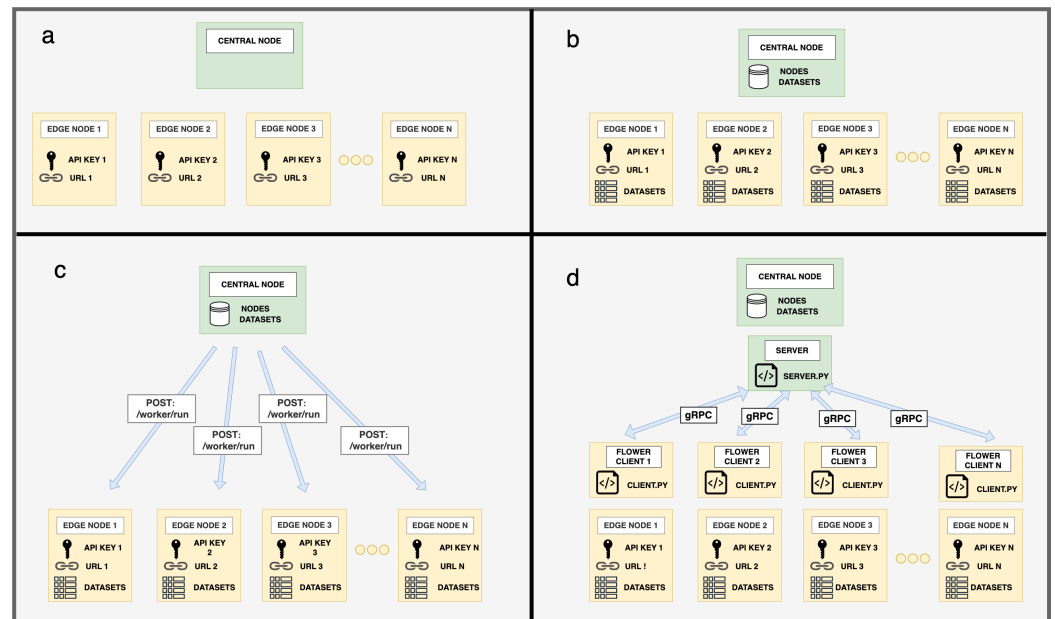 a
CENTRAL NODE
EDGE NODE 1
API KEY 1
URL 1
EDGE NODE 2
API KEY 2
URL 2
EDGE NODE 3
API KEY 3
URL 3
EDGE NODE N
API KEY N
URL N
b
CENTRAL NODE
NODES
DATASETS
EDGE NODE 1
API KEY 1
URL 1
DATASETS
EDGE NODE 2
API KEY 2
URL 2
DATASETS
EDGE NODE 3
API KEY 3
URL 3
DATASETS
EDGE NODE N
API KEY N
URL N
DATASETS
c
CENTRAL NODE
NODES
DATASETS
POST:
/worker/run
POST:
/worker/run
POST:
/worker/run
POST:
/worker/run
EDGE NODE 1
API KEY 1
URL 1
DATASETS
EDGE NODE 2
API KEY
2
URL 2
DATASETS
EDGE NODE 3
API KEY
3
URL 3
DATASETS
EDGE NODE N
API KEY N
URL N
DATASETS
d
CENTRAL NODE
NODES
DATASETS
SERVER
</> SERVER.PY
gRPC
gRPC
gRPC
gRPC
FLOWER
CLIENT 1
</> CLIENT.PY
FLOWER
CLIENT 2
</> CLIENT.PY
FLOWER
CLIENT 3
</> CLIENT.PY
FLOWER
CLIENT N
</> CLIENT.PY
EDGE NODE 1
API KEY 1
URL !
DATASETS
EDGE NODE 2
API KEY 2
URL 2
DATASETS
EDGE NODE 3
API KEY 3
URL 3
DATASETS
EDGE NODE N
API KEY N
URL N
DATASETS